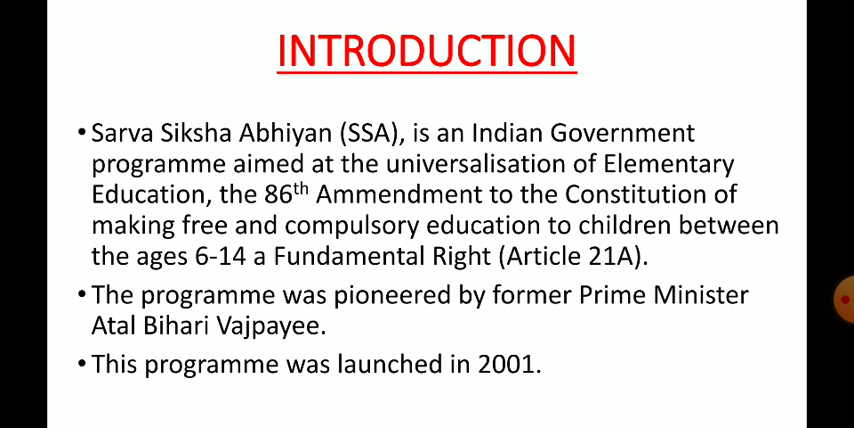 INTRODUCTION
• Sarva Siksha Abhiyan (SSA), is an Indian Government
programme aimed at the universalisation of Elementary
Education, the 86th Ammendment to the Constitution of
making free and compulsory education to children between
the ages 6-14 a Fundamental Right (Article 21A).
• The programme was pioneered by former Prime Minister
Atal Bihari Vajpayee.
• This programme was launched in 2001.